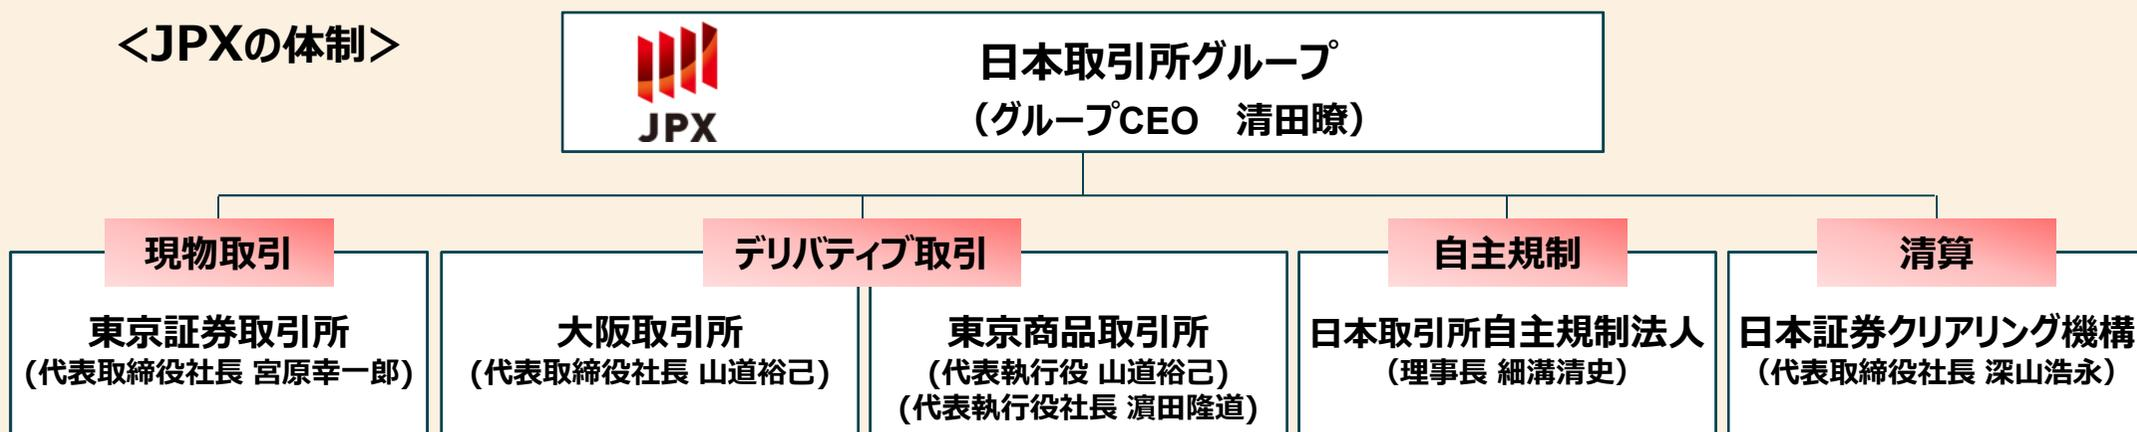 ＜JPXの体制＞
JPX
日本取引所グループ
（グループCEO　清田瞭）
現物取引
東京証券取引所
(代表取締役社長 宮原幸一郎)
デリバティブ取引
大阪取引所
(代表取締役社長 山道裕己)
東京商品取引所
(代表執行役 山道裕己)
(代表執行役社長 濵田隆道)
自主規制
日本取引所自主規制法人
（理事長 細溝清史）
清算
日本証券クリアリング機構
（代表取締役社長 深山浩永）